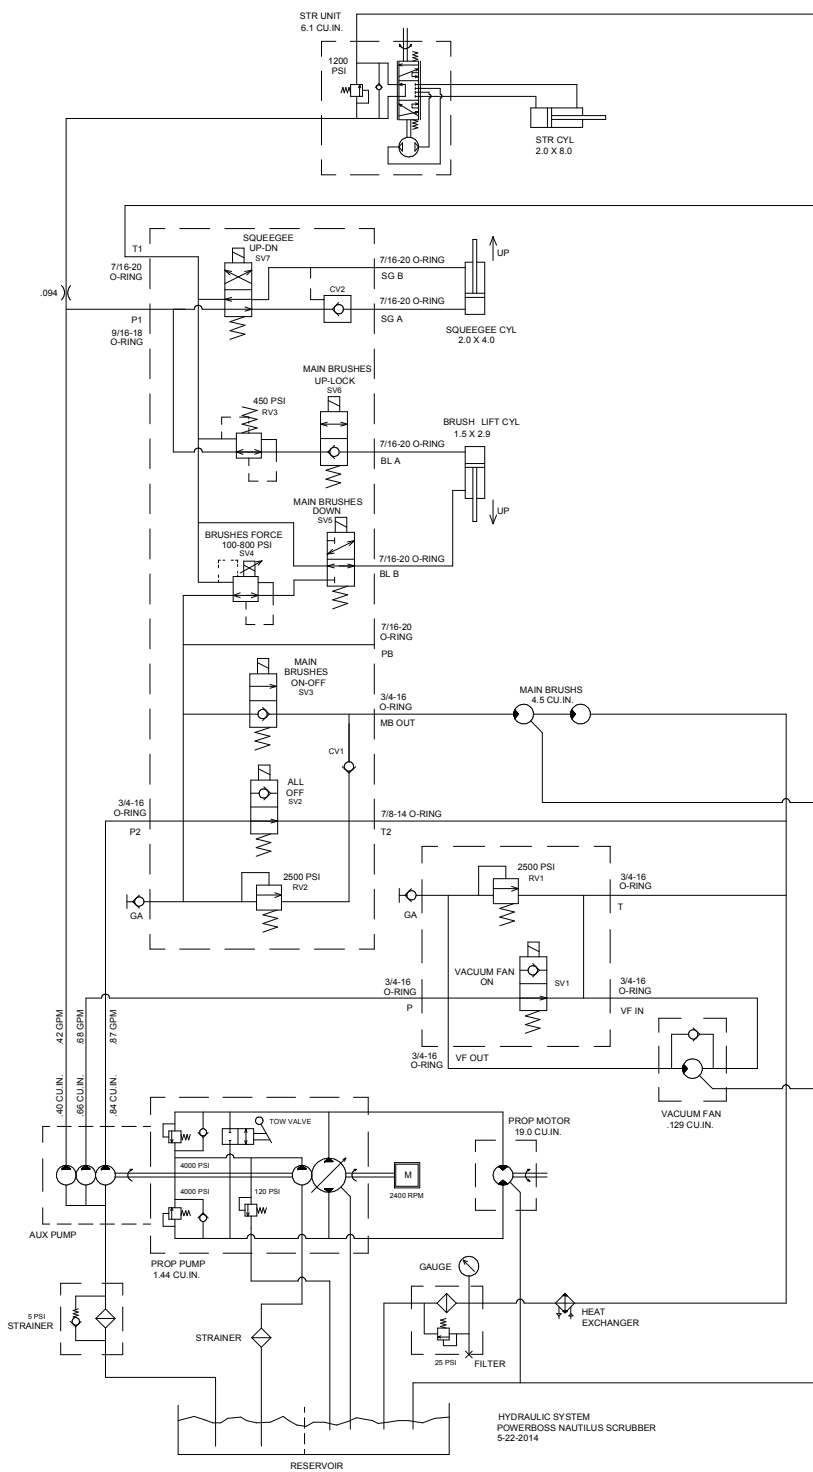 STR UNIT
6.1 CU.IN.
1200
PSI
STR CYL
2.0 X 8.0
SQUEEGEE
UP-DN
SV7
T1
7/16-20
O-RING
7/16-20 O-RING
SG B
UP
.094
CV2
7/16-20 O-RING
SG A
P1
9/16-18
O-RING
SQUEEGEE CYL
2.0 X 4.0
MAIN BRUSHES
UP-LOCK
SV6
450 PSI
RV3
BRUSH LIFT CYL
1.5 X 2.9
7/16-20 O-RING
BL A
MAIN BRUSHES
DOWN
SV5
UP
BRUSHES FORCE
100-800 PSI
SV4
7/16-20 O-RING
BL B
7/16-20
O-RING
PB
MAIN
BRUSHES
ON-OFF
SV3
3/4-16
O-RING
MB OUT
MAIN BRUSHS
4.5 CU.IN.
CV1
ALL
OFF
SV2
3/4-16
O-RING
P2
7/8-14 O-RING
T2
2500 PSI
RV2
GA
2500 PSI
RV1
GA
3/4-16
O-RING
T
VACUUM FAN
ON
SV1
3/4-16
O-RING
P
3/4-16
O-RING
VF IN
3/4-16
O-RING
VF OUT
VACUUM FAN
.129 CU.IN.
.42 GPM
.68 GPM
.87 GPM
.40 CU.IN.
.66 CU.IN.
.84 CU.IN.
TOW VALVE
PROP MOTOR
19.0 CU.IN.
4000 PSI
4000 PSI
120 PSI
M
2400 RPM
AUX PUMP
PROP PUMP
1.44 CU.IN.
GAUGE
5 PSI
STRAINER
STRAINER
HEAT
EXCHANGER
25 PSI
FILTER
HYDRAULIC SYSTEM
POWERBOSS NAUTILUS SCRUBBER
5-22-2014
RESERVOIR